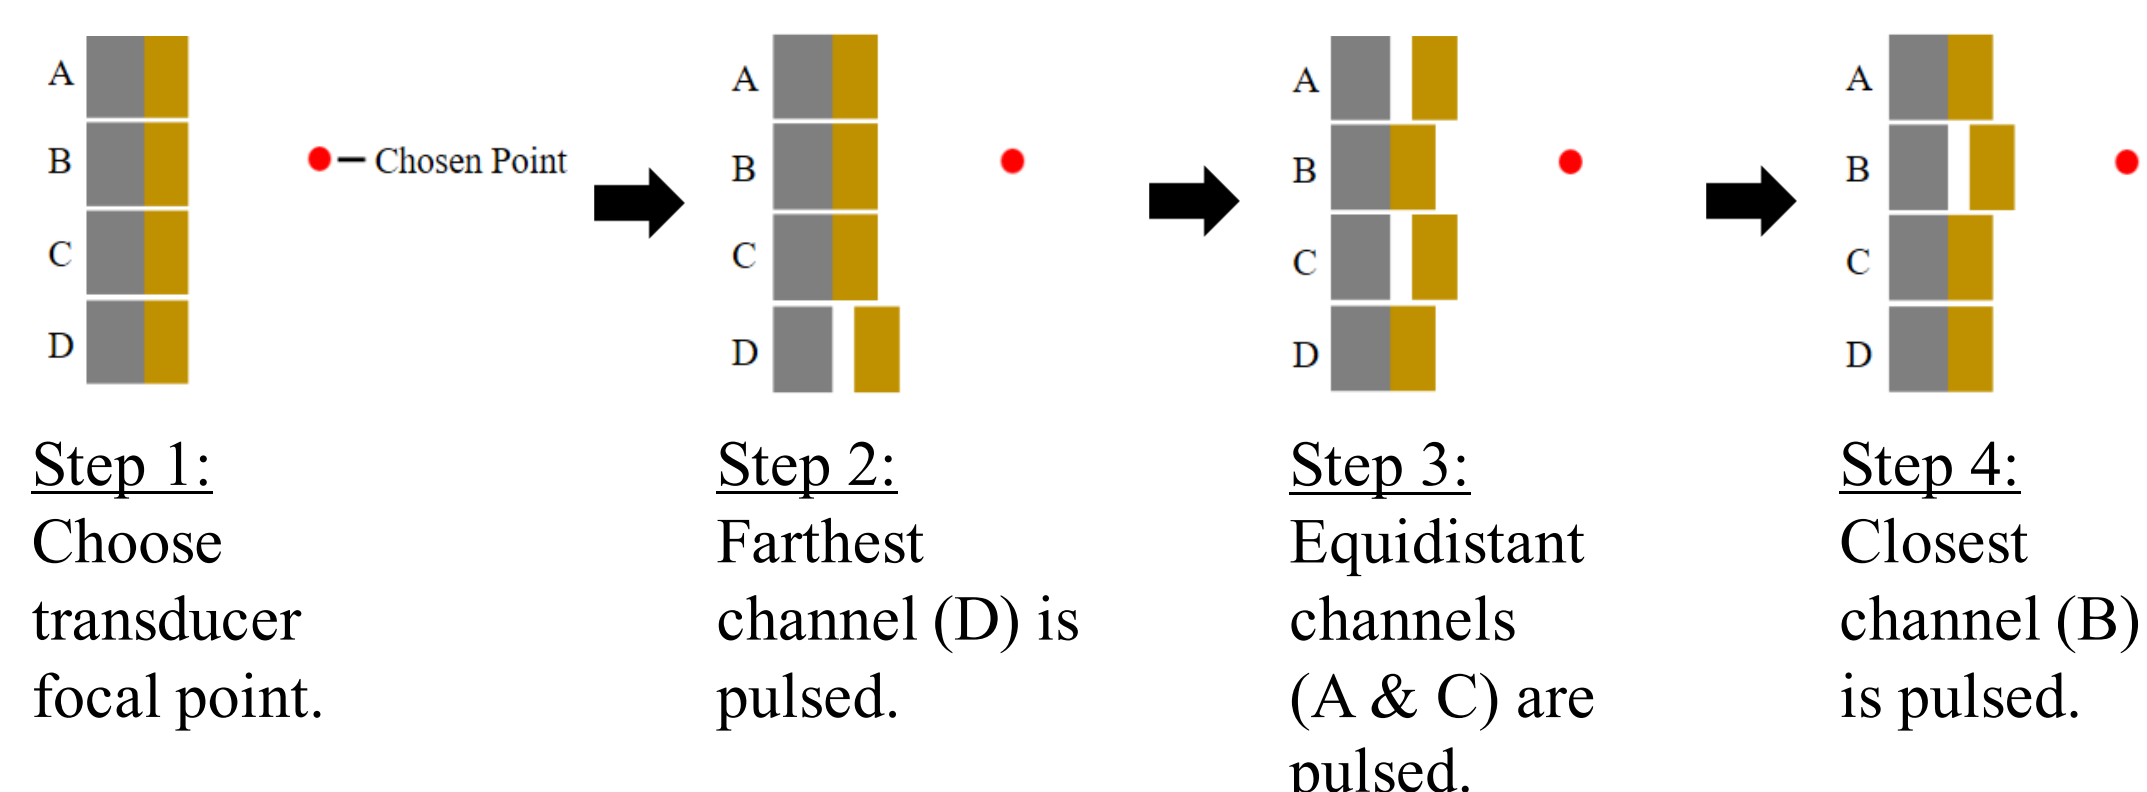 A
B
C
D
Chosen Point
A
B
C
D
A
B
C
D
A
B
C
D
Step 1:
Choose
transducer
focal point.
Step 2:
Farthest
channel (D) is
pulsed.
Step 3:
Equidistant
channels
(A & C) are
pulsed.
Step 4:
Closest
channel (B)
is pulsed.